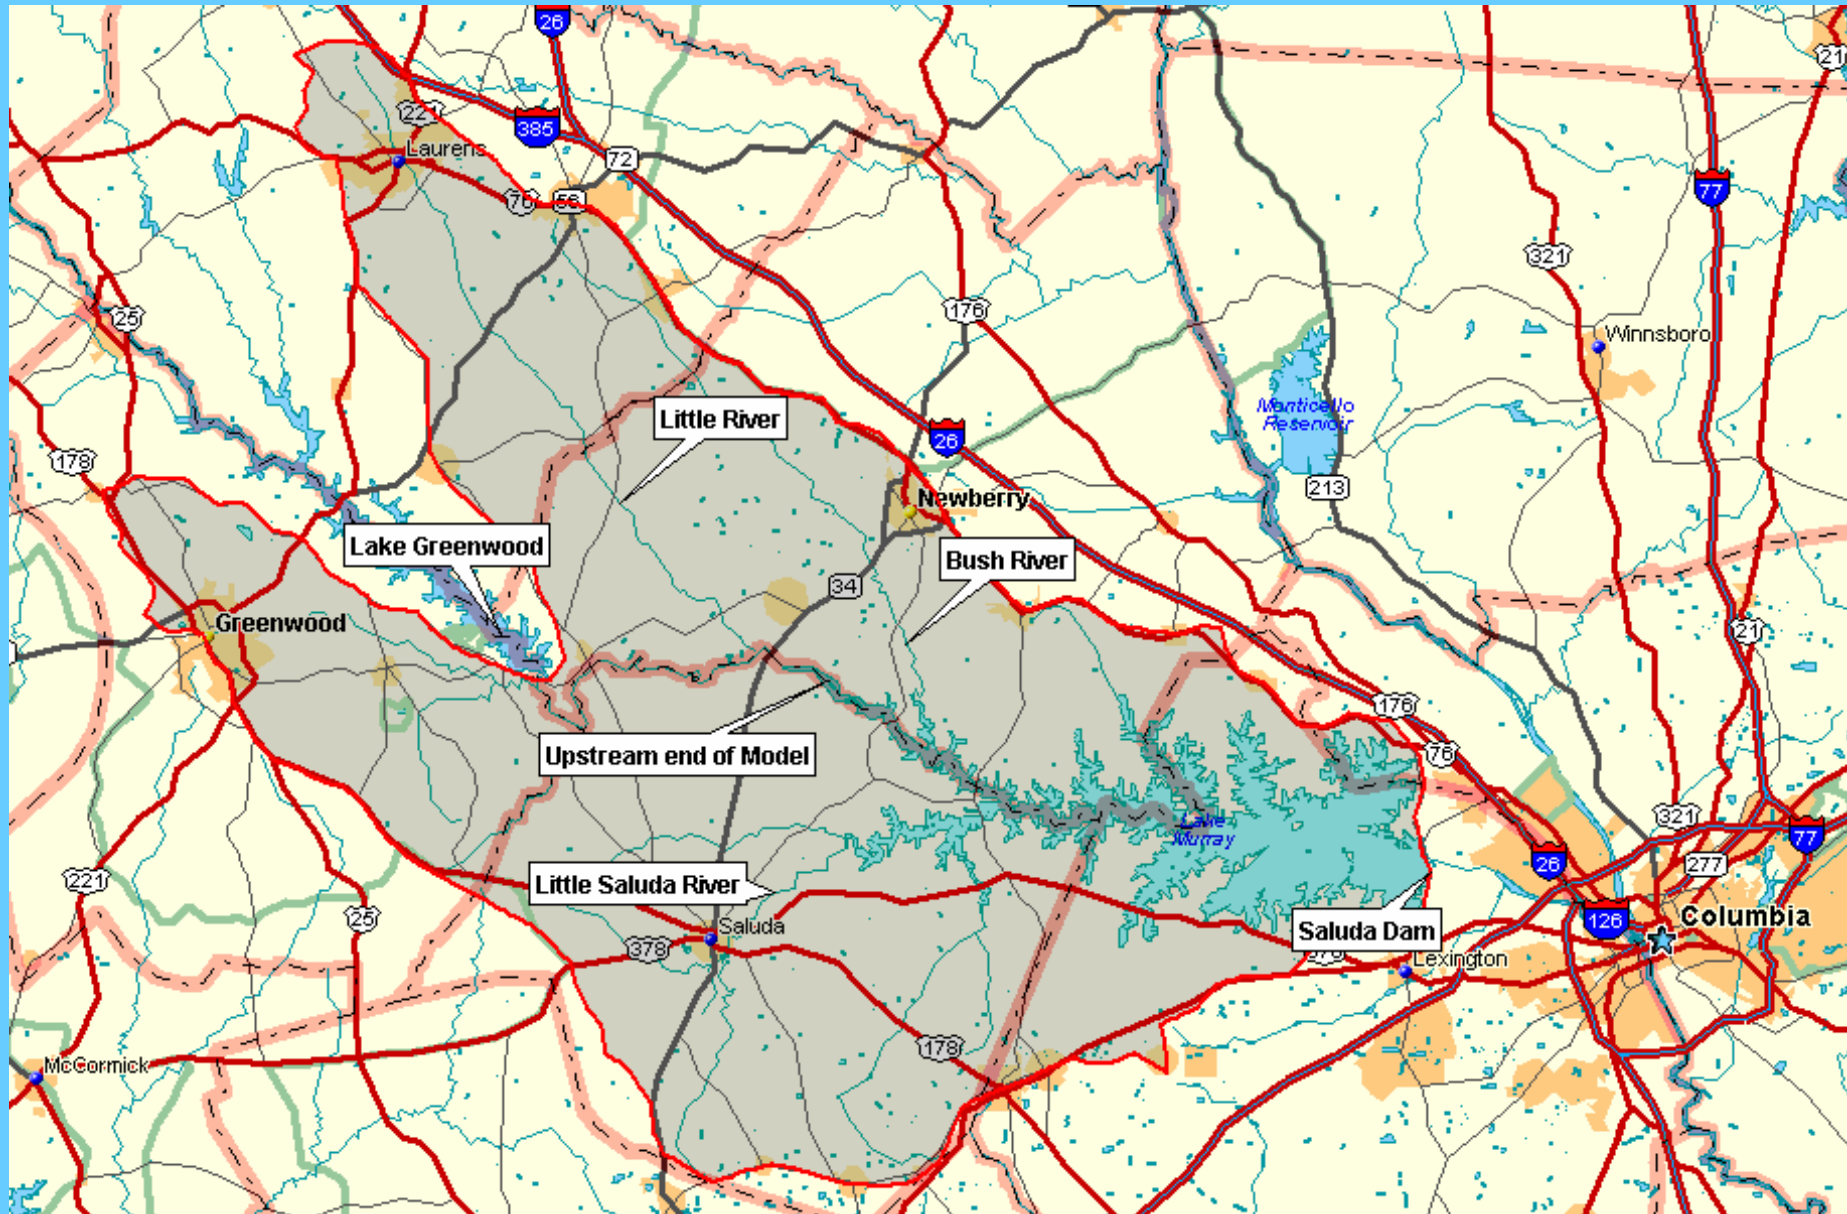 26
21
221
385
Laurens
72
76
56
77
321
25
176
Winnsboro
Monticello
Reservoir
Little River
26
178
213
Newberry
Lake Greenwood
Bush River
34
Greenwood
21
176
Upstream end of Model
76
Lake
Murray
321
77
26
277
221
Little Saluda River
25
126
Columbia
Saluda
Saluda Dam
378
378
Lexington
178
McCormick